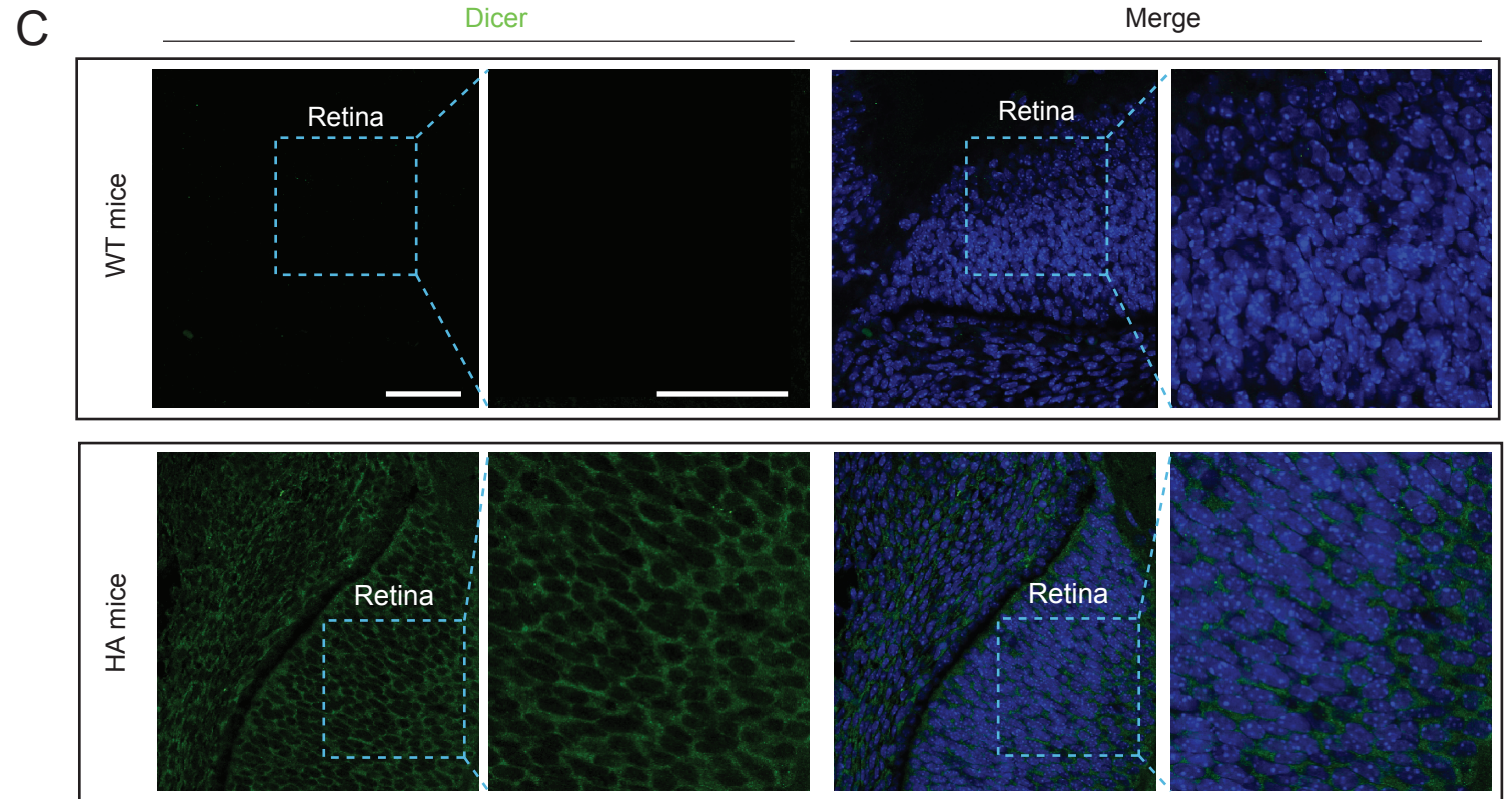 C
Dicer
Merge
WT mice
Retina
Retina
HA mice
Retina
Retina